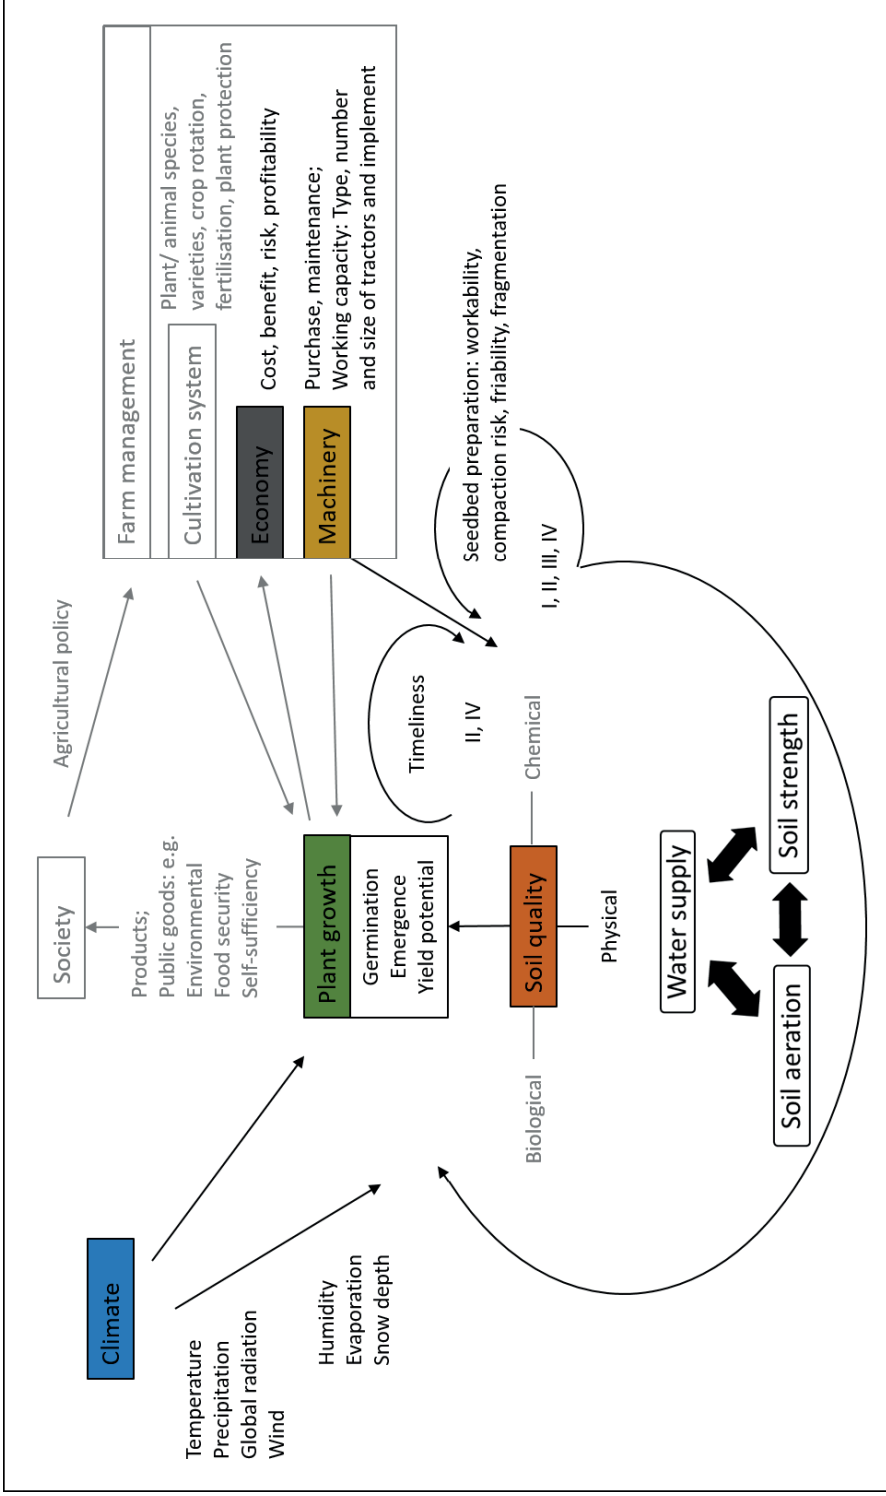 Climate
Temperature
Precipitation
Global radiation
Wind
Humidity
Evaporation
Snow depth
Society
Products;
Public goods: e.g.
Environmental
Food security
Self-sufficiency
Agricultural policy
Farm management
Cultivation system
Plant/ animal species,
varieties, crop rotation,
fertilisation, plant protection
Economy
Cost, benefit, risk, profitability
Machinery
Purchase, maintenance;
Working capacity: Type, number
and size of tractors and implement
Plant growth
Germination
Emergence
Yield potential
Timeliness
II, IV
Seedbed preparation: workability,
compaction risk, friability, fragmentation
I, II, III, IV
Biological
Soil quality
Chemical
Physical
Water supply
Soil aeration
Soil strength